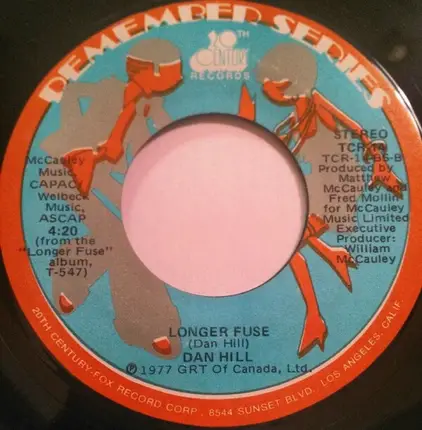 REMEMBER SERIES
20TH
CENTURY
RECORDS
McCauley
Music,
CAPAC/
Welbeck
Music,
ASCAP
4:20
(from the
"Longer Fuse"
album,
T-547)
STEREO
TCR-14
Produced by
Matthew
McCauley and
Fred Mollin
for McCauley
Music Limited
Executive
Producer:
William
McCauley
LONGER FUSE
(Dan Hill)
DAN HILL
℗1977 GRT Of Canada, Ltd.
20TH CENTURY-FOX RECORD CORP. 8544 SUNSET BLVD. LOS ANGELES, CALIF.